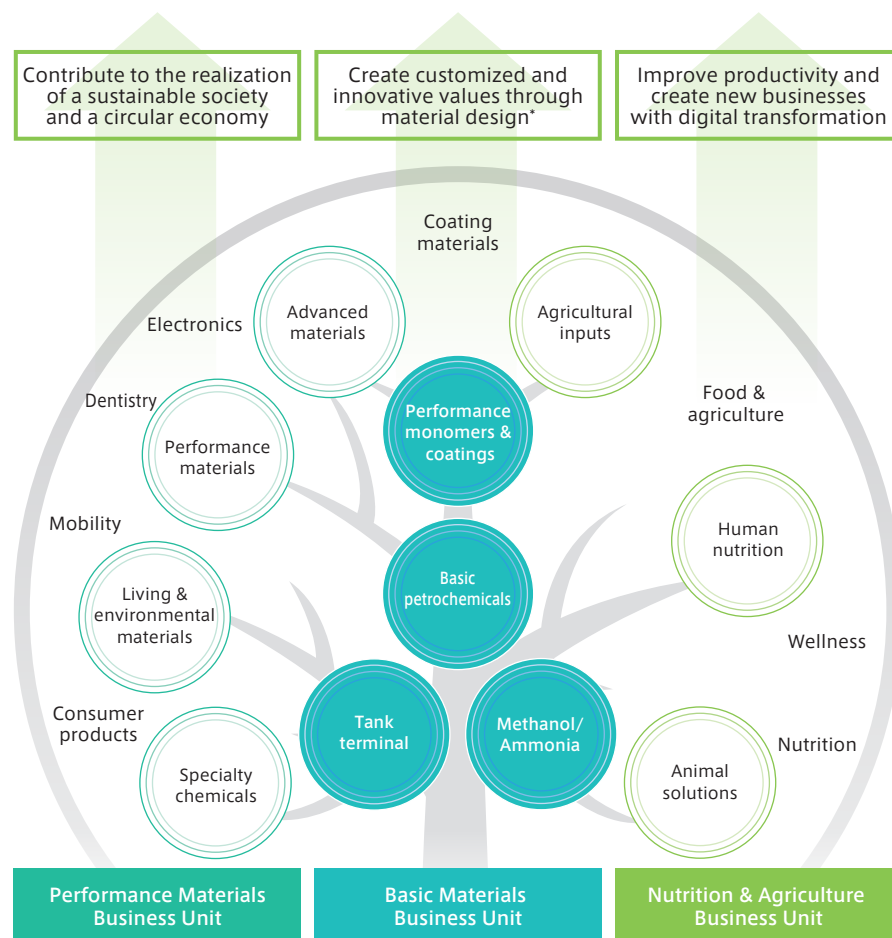 Contribute to the realization
of a sustainable society
and a circular economy
Create customized and
innovative values through
material design*
Improve productivity and
create new businesses
with digital transformation
Coating
materials
Electronics
Advanced
materials
Agricultural
inputs
Dentistry
Performance
materials
Performance
monomers &
coatings
Food &
agriculture
Mobility
Living &
environmental
materials
Basic
petrochemicals
Human
nutrition
Wellness
Consumer
products
Specialty
chemicals
Tank
terminal
Methanol/
Ammonia
Animal
solutions
Nutrition
Performance Materials
Business Unit
Basic Materials
Business Unit
Nutrition & Agriculture
Business Unit